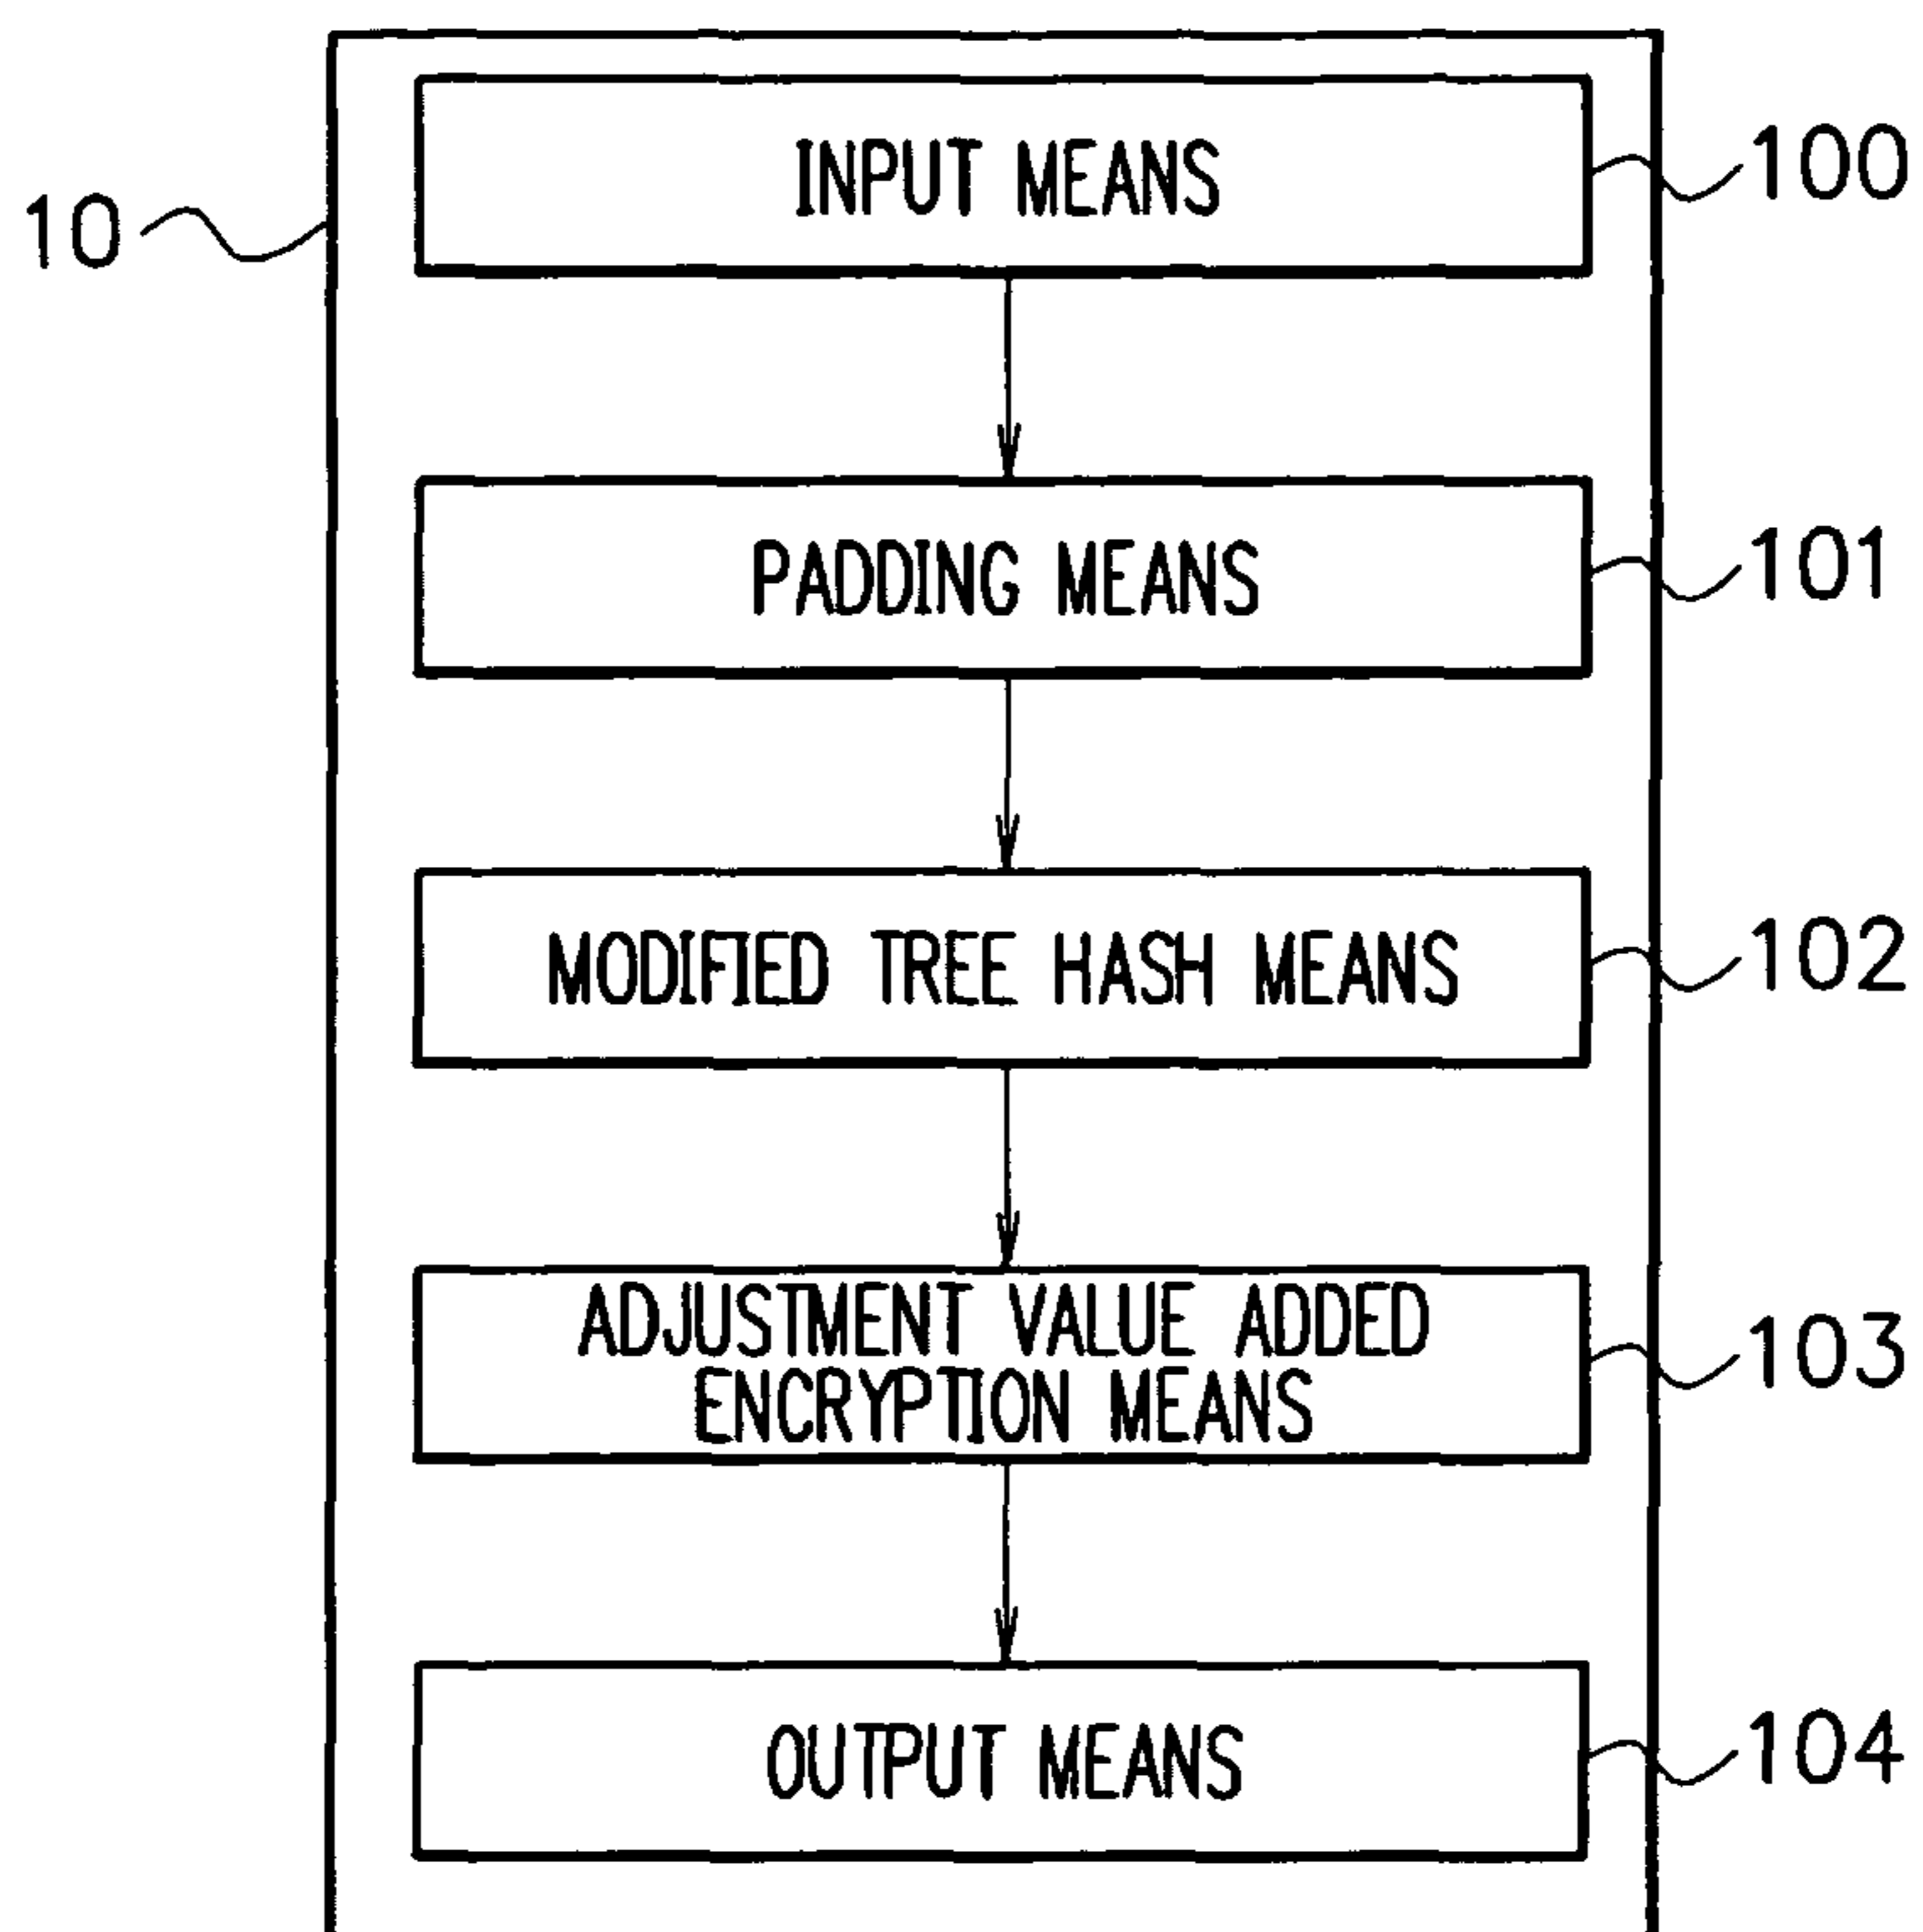 INPUT MEANS
100
10
PADDING MEANS
101
MODIFIED TREE HASH MEANS
102
ADJUSTMENT VALUE ADDED
ENCRYPTION MEANS
103
OUTPUT MEANS
104